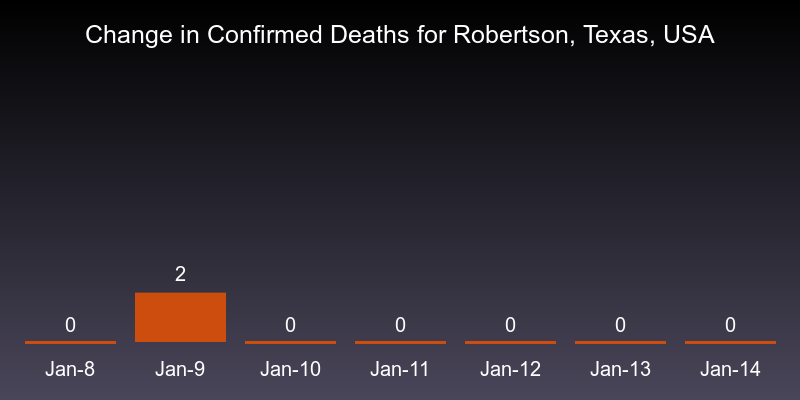 Change in Confirmed Deaths for Robertson, Texas, USA
0 2 0 0 0 0 0
Jan-8 Jan-9 Jan-10 Jan-11 Jan-12 Jan-13 Jan-14